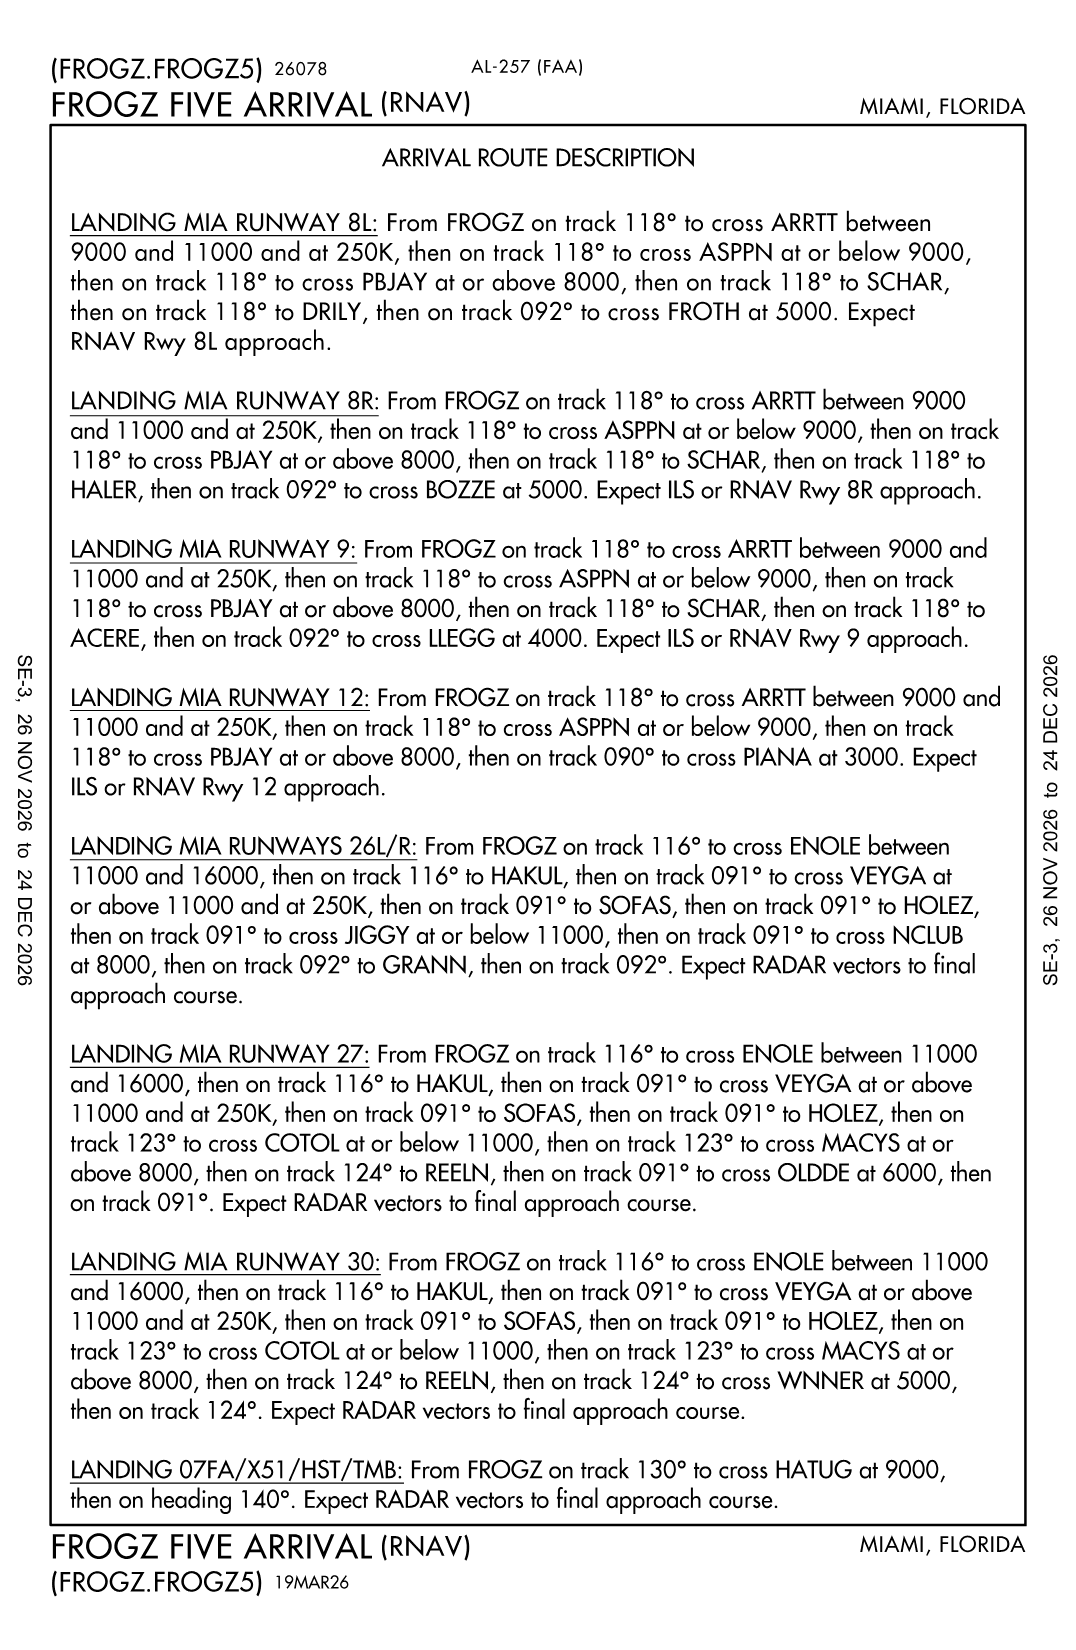 (FROGZ.FROGZ5) 26078
AL-257 (FAA)
FROGZ FIVE ARRIVAL (RNAV)
MIAMI, FLORIDA
ARRIVAL ROUTE DESCRIPTION
LANDING MIA RUNWAY 8L: From FROGZ on track 118° to cross ARRTT between
9000 and 11000 and at 250K, then on track 118° to cross ASPPN at or below 9000,
then on track 118° to cross PBJAY at or above 8000, then on track 118° to SCHAR,
then on track 118° to DRILY, then on track 092° to cross FROTH at 5000. Expect
RNAV Rwy 8L approach.
LANDING MIA RUNWAY 8R: From FROGZ on track 118° to cross ARRTT between 9000
and 11000 and at 250K, then on track 118° to cross ASPPN at or below 9000, then on track
118° to cross PBJAY at or above 8000, then on track 118° to SCHAR, then on track 118° to
HALER, then on track 092° to cross BOZZE at 5000. Expect ILS or RNAV Rwy 8R approach.
LANDING MIA RUNWAY 9: From FROGZ on track 118° to cross ARRTT between 9000 and
11000 and at 250K, then on track 118° to cross ASPPN at or below 9000, then on track
118° to cross PBJAY at or above 8000, then on track 118° to SCHAR, then on track 118° to
ACERE, then on track 092° to cross LLEGG at 4000. Expect ILS or RNAV Rwy 9 approach.
LANDING MIA RUNWAY 12: From FROGZ on track 118° to cross ARRTT between 9000 and
11000 and at 250K, then on track 118° to cross ASPPN at or below 9000, then on track
118° to cross PBJAY at or above 8000, then on track 090° to cross PIANA at 3000. Expect
ILS or RNAV Rwy 12 approach.
LANDING MIA RUNWAYS 26L/R: From FROGZ on track 116° to cross ENOLE between
11000 and 16000, then on track 116° to HAKUL, then on track 091° to cross VEYGA at
or above 11000 and at 250K, then on track 091° to SOFAS, then on track 091° to HOLEZ,
then on track 091° to cross JIGGY at or below 11000, then on track 091° to cross NCLUB
at 8000, then on track 092° to GRANN, then on track 092°. Expect RADAR vectors to final
approach course.
LANDING MIA RUNWAY 27: From FROGZ on track 116° to cross ENOLE between 11000
and 16000, then on track 116° to HAKUL, then on track 091° to cross VEYGA at or above
11000 and at 250K, then on track 091° to SOFAS, then on track 091° to HOLEZ, then on
track 123° to cross COTOL at or below 11000, then on track 123° to cross MACYS at or
above 8000, then on track 124° to REELN, then on track 091° to cross OLDDE at 6000, then
on track 091°. Expect RADAR vectors to final approach course.
LANDING MIA RUNWAY 30: From FROGZ on track 116° to cross ENOLE between 11000
and 16000, then on track 116° to HAKUL, then on track 091° to cross VEYGA at or above
11000 and at 250K, then on track 091° to SOFAS, then on track 091° to HOLEZ, then on
track 123° to cross COTOL at or below 11000, then on track 123° to cross MACYS at or
above 8000, then on track 124° to REELN, then on track 124° to cross WNNER at 5000,
then on track 124°. Expect RADAR vectors to final approach course.
LANDING 07FA/X51/HST/TMB: From FROGZ on track 130° to cross HATUG at 9000,
then on heading 140°. Expect RADAR vectors to final approach course.
SE-3, 26 NOV 2026 to 24 DEC 2026
SE-3, 26 NOV 2026 to 24 DEC 2026
FROGZ FIVE ARRIVAL (RNAV)
MIAMI, FLORIDA
(FROGZ.FROGZ5) 19MAR26